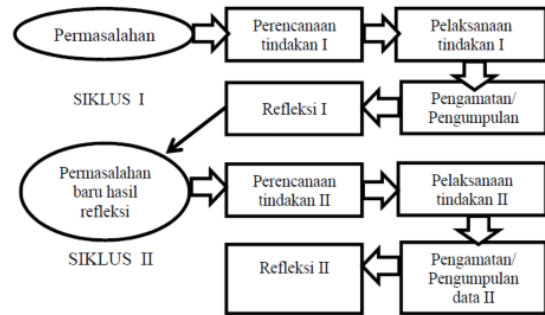 Permasalahan
Perencanaan
tindakan I
Pelaksanaan
tindakan I
SIKLUS I
Refleksi I
Pengamatan/
Pengumpulan
Permasalahan
baru hasil
refleksi
Perencanaan
tindakan II
Pelaksanaan
tindakan II
SIKLUS II
Refleksi II
Pengamatan/
Pengumpulan
data II